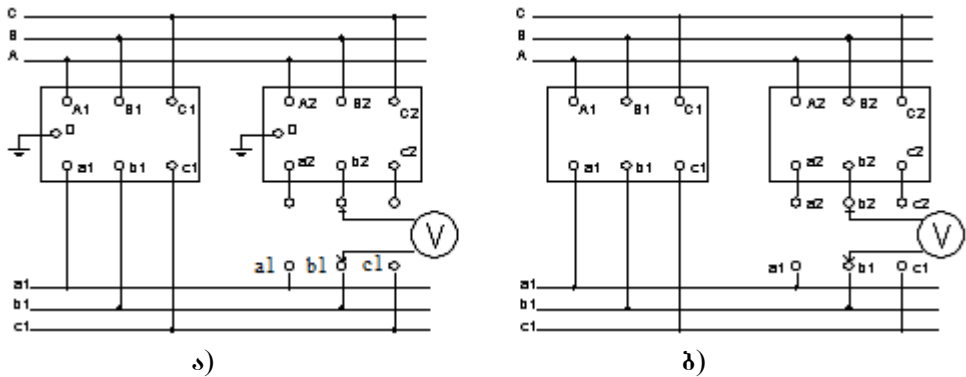 C C
B B
A A
A1 B1 C1 A2 B2 C2 A1 B1 C1 A2 B2 C2
0 0
a1 b1 c1 a2 b2 c2 a1 b1 c1 a2 b2 c2
a2 b2 c2
V V
a1 b1 c1 a1 b1 c1
a1 a1
b1 b1
c1 c1
ა) ბ)